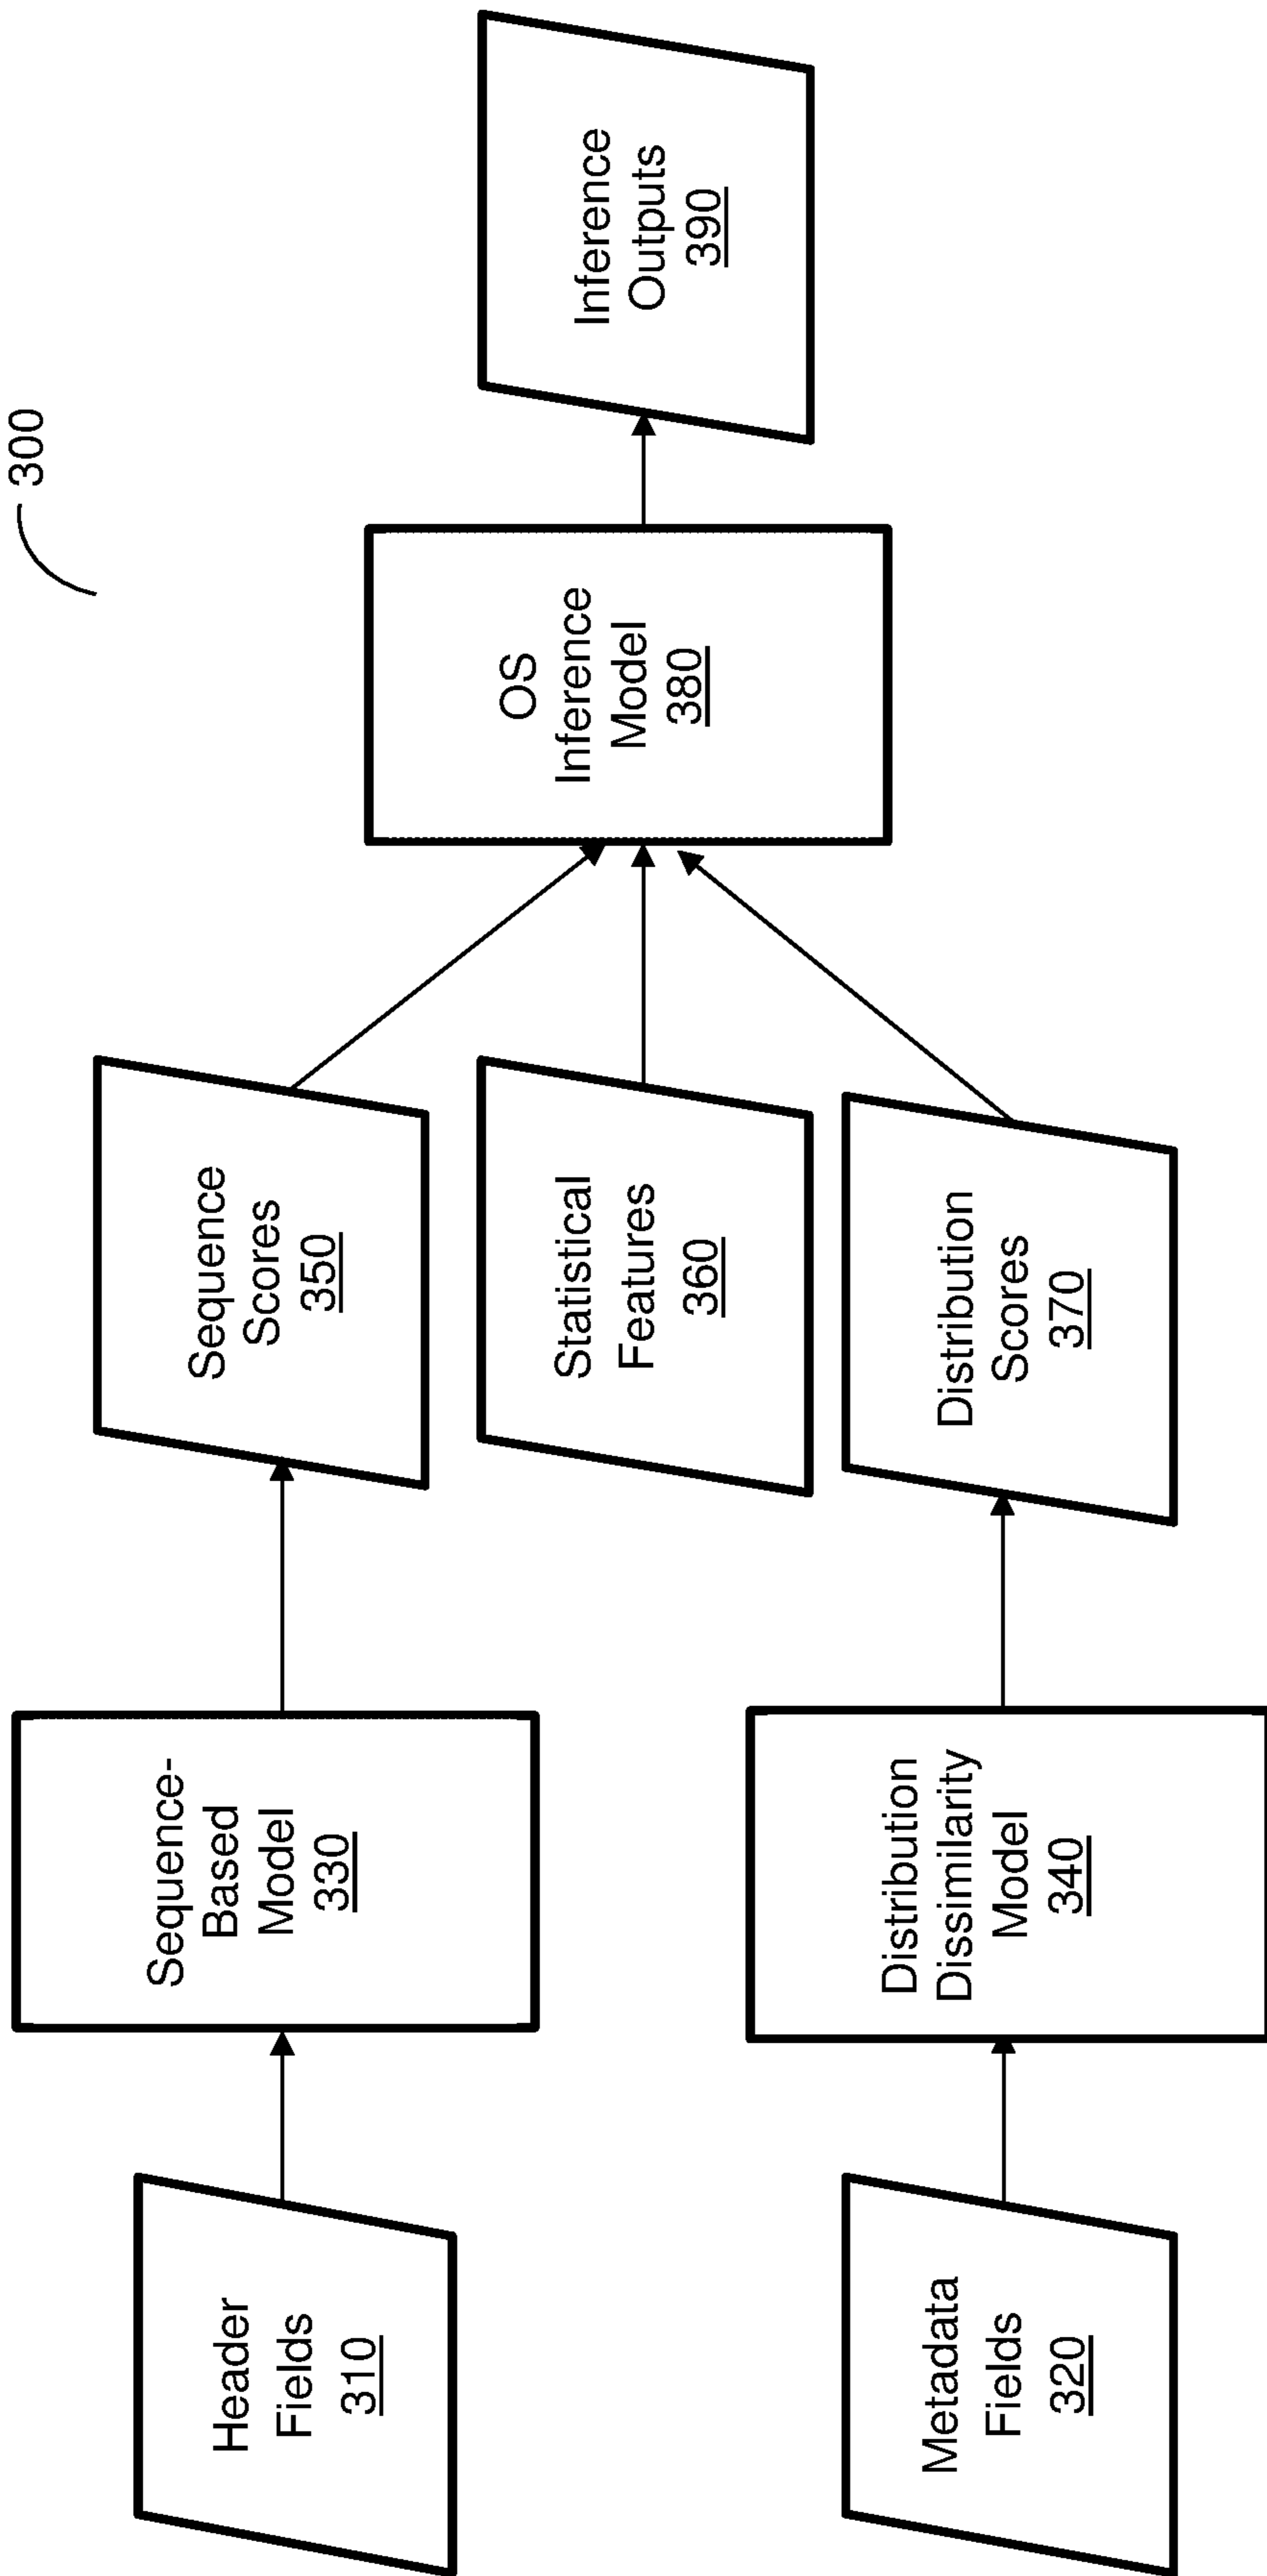 300
Header
Fields
310
Sequence-
Based
Model
330
Sequence
Scores
350
Statistical
Features
360
OS
Inference
Model
380
Inference
Outputs
390
Metadata
Fields
320
Distribution
Dissimilarity
Model
340
Distribution
Scores
370